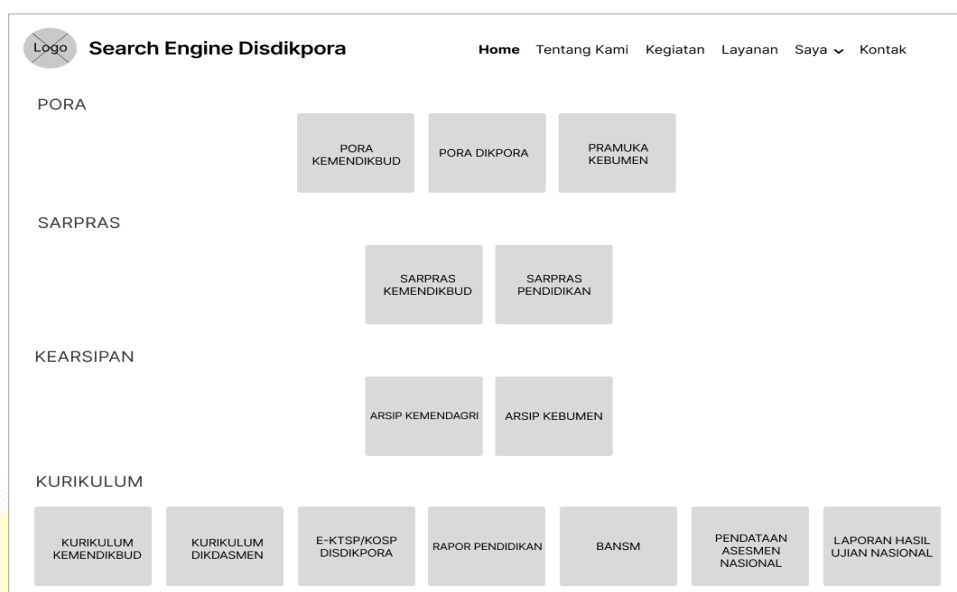 Logo
Search Engine Disdikpora
Home Tentang Kami Kegiatan Layanan Saya Kontak
PORA
PORA
KEMENDIKBUD
PORA DIKPORA
PRAMUKA
KEBUMEN
SARPRAS
SARPRAS
KEMENDIKBUD
SARPRAS
PENDIDIKAN
KEARSIPAN
ARSIP KEMENDAGRI
ARSIP KEBUMEN
KURIKULUM
KURIKULUM
KEMENDIKBUD
KURIKULUM
DIKDASMEN
E-KTSP/KOSP
DISDIKPORA
RAPOR PENDIDIKAN
BANSM
PENDATAAN
ASESMEN
NASIONAL
LAPORAN HASIL
UJIAN NASIONAL